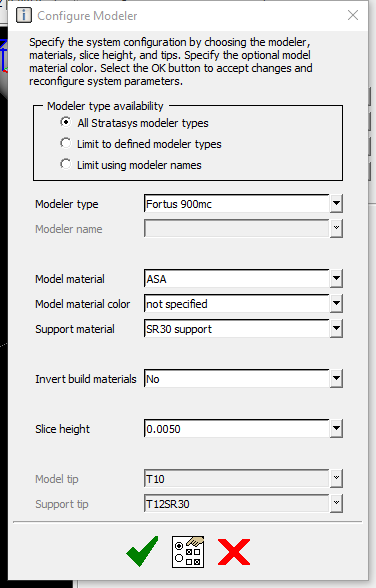 Configure Modeler
Specify the system configuration by choosing the modeler,
materials, slice height, and tips. Specify the optional model
material color. Select the OK button to accept changes and
reconfigure system parameters.
Modeler type availability
All Stratasys modeler types
Limit to defined modeler types
Limit using modeler names
Modeler type Fortus 900mc
Modeler name
Model material ASA
Model material color not specified
Support material SR30 support
Invert build materials No
Slice height 0.0050
Model tip T10
Support tip T12SR30